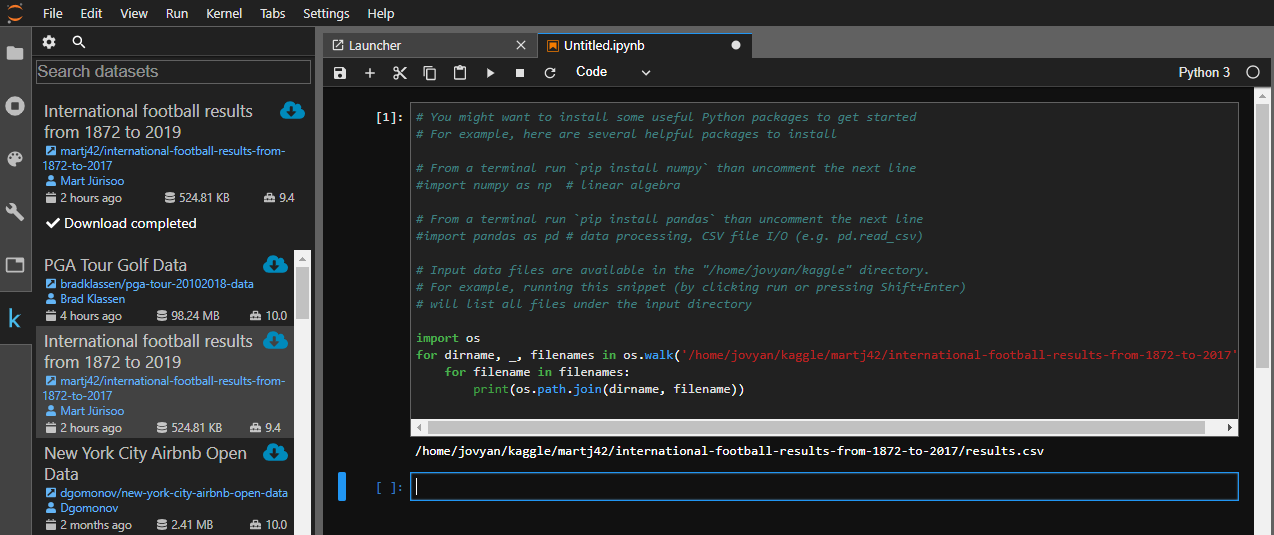 File Edit View Run Kernel Tabs Settings Help
Search datasets
International football results
from 1872 to 2019
martj42/international-football-results-from-
1872-to-2017
Mart Jürisoo
2 hours ago 524.81 KB 9.4
Download completed
PGA Tour Golf Data
bradklassen/pga-tour-20102018-data
Brad Klassen
4 hours ago 98.24 MB 10.0
International football results
from 1872 to 2019
martj42/international-football-results-from-
1872-to-2017
Mart Jürisoo
2 hours ago 524.81 KB 9.4
New York City Airbnb Open
Data
dgomonov/new-york-city-airbnb-open-data
Dgomonov
2 months ago 2.41 MB 10.0
k
Launcher
Untitled.ipynb
Code
Python 3
[1]:
# You might want to install some useful Python packages to get started
# For example, here are several helpful packages to install
# From a terminal run `pip install numpy` than uncomment the next line
#import numpy as np  # linear algebra
# From a terminal run `pip install pandas` than uncomment the next line
#import pandas as pd # data processing, CSV file I/O (e.g. pd.read_csv)
# Input data files are available in the "/home/jovyan/kaggle" directory.
# For example, running this snippet (by clicking run or pressing Shift+Enter)
# will list all files under the input directory
import os
for dirname, _, filenames in os.walk('/home/jovyan/kaggle/martj42/international-football-results-from-1872-to-2017'
    for filename in filenames:
        print(os.path.join(dirname, filename))
/home/jovyan/kaggle/martj42/international-football-results-from-1872-to-2017/results.csv
[ ]: